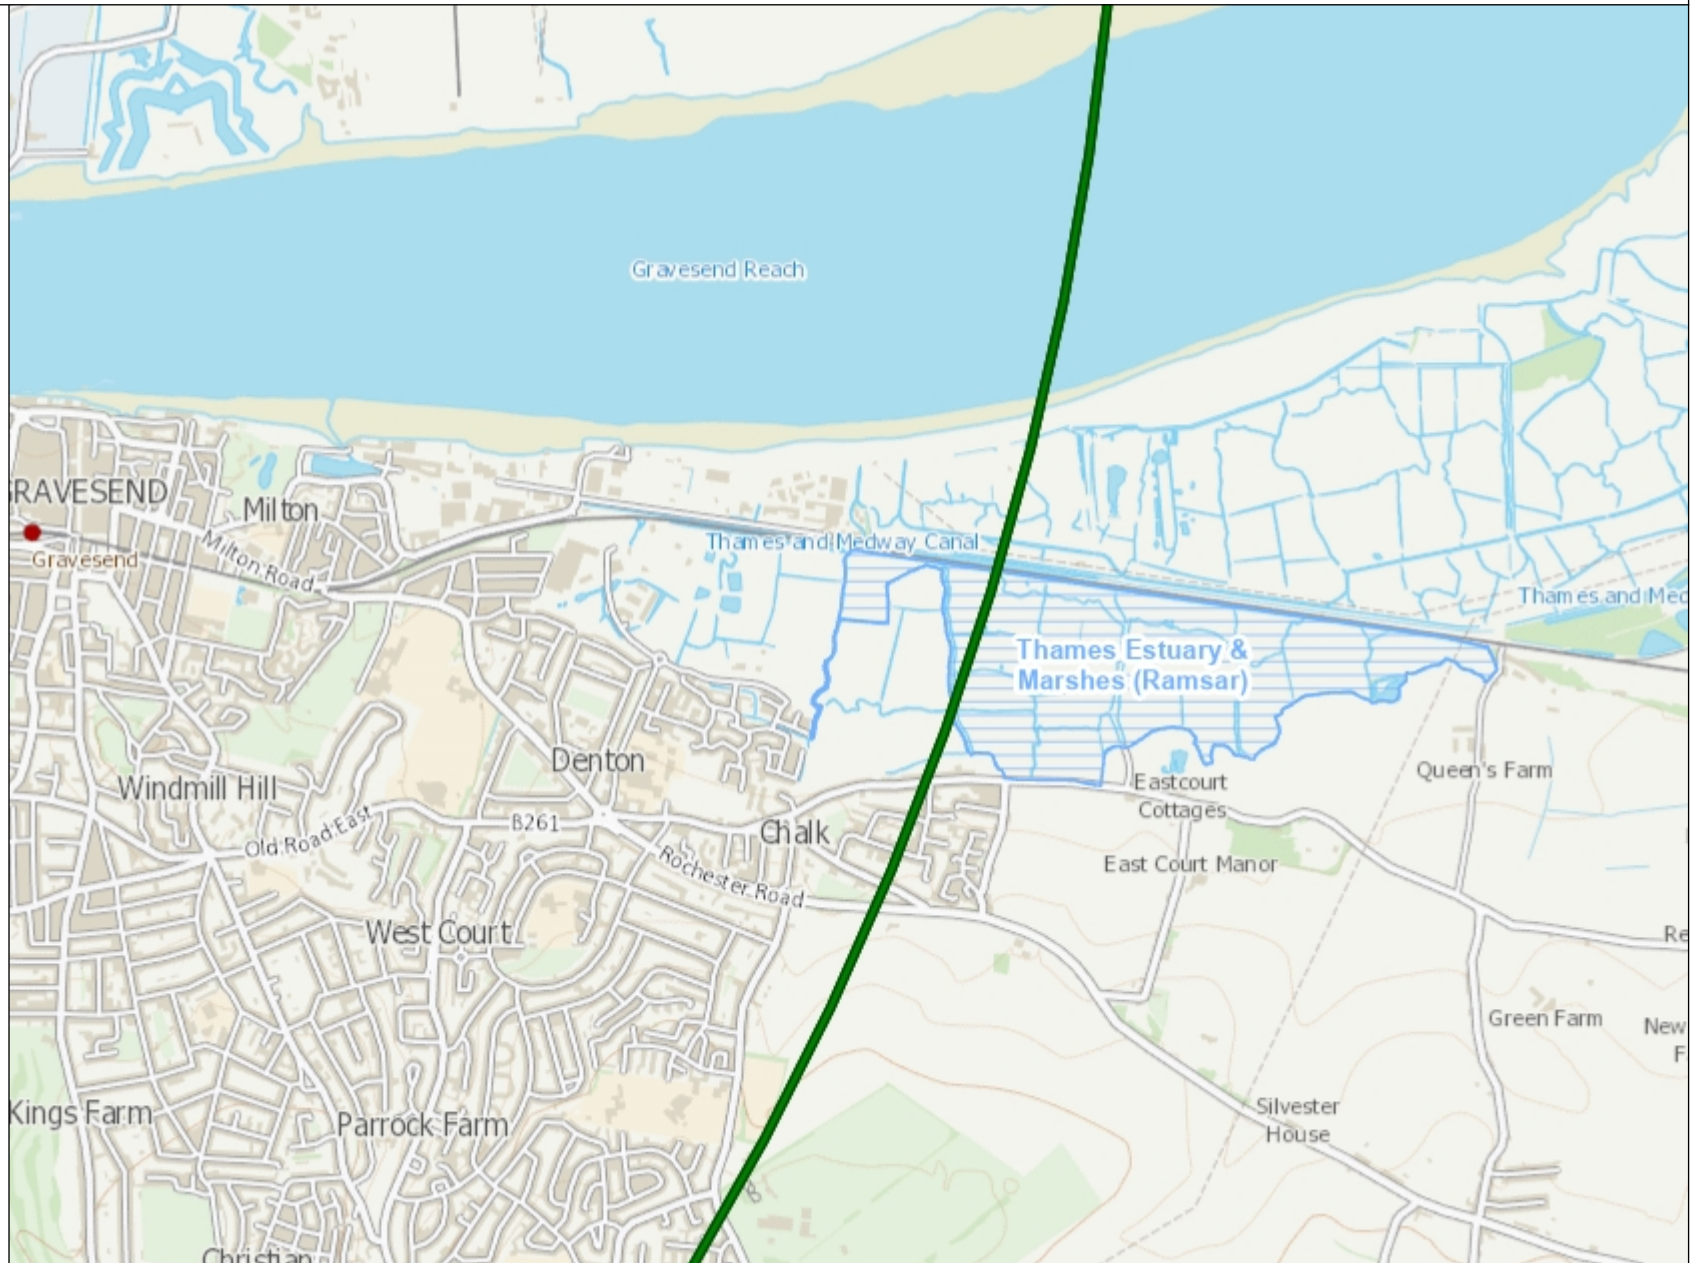 Gravesend Reach
GRAVESEND
Milton
Gravesend
Milton Road
Thames and Medway Canal
Thames and Med
Thames Estuary &
Marshes (Ramsar)
Denton
Windmill Hill
Queen's Farm
Eastcourt
Cottages
Old Road East
B261
Chalk
East Court Manor
Rochester Road
West Court
Re
Green Farm
New
F
Kings Farm
Parrock Farm
Silvester
House
Christian